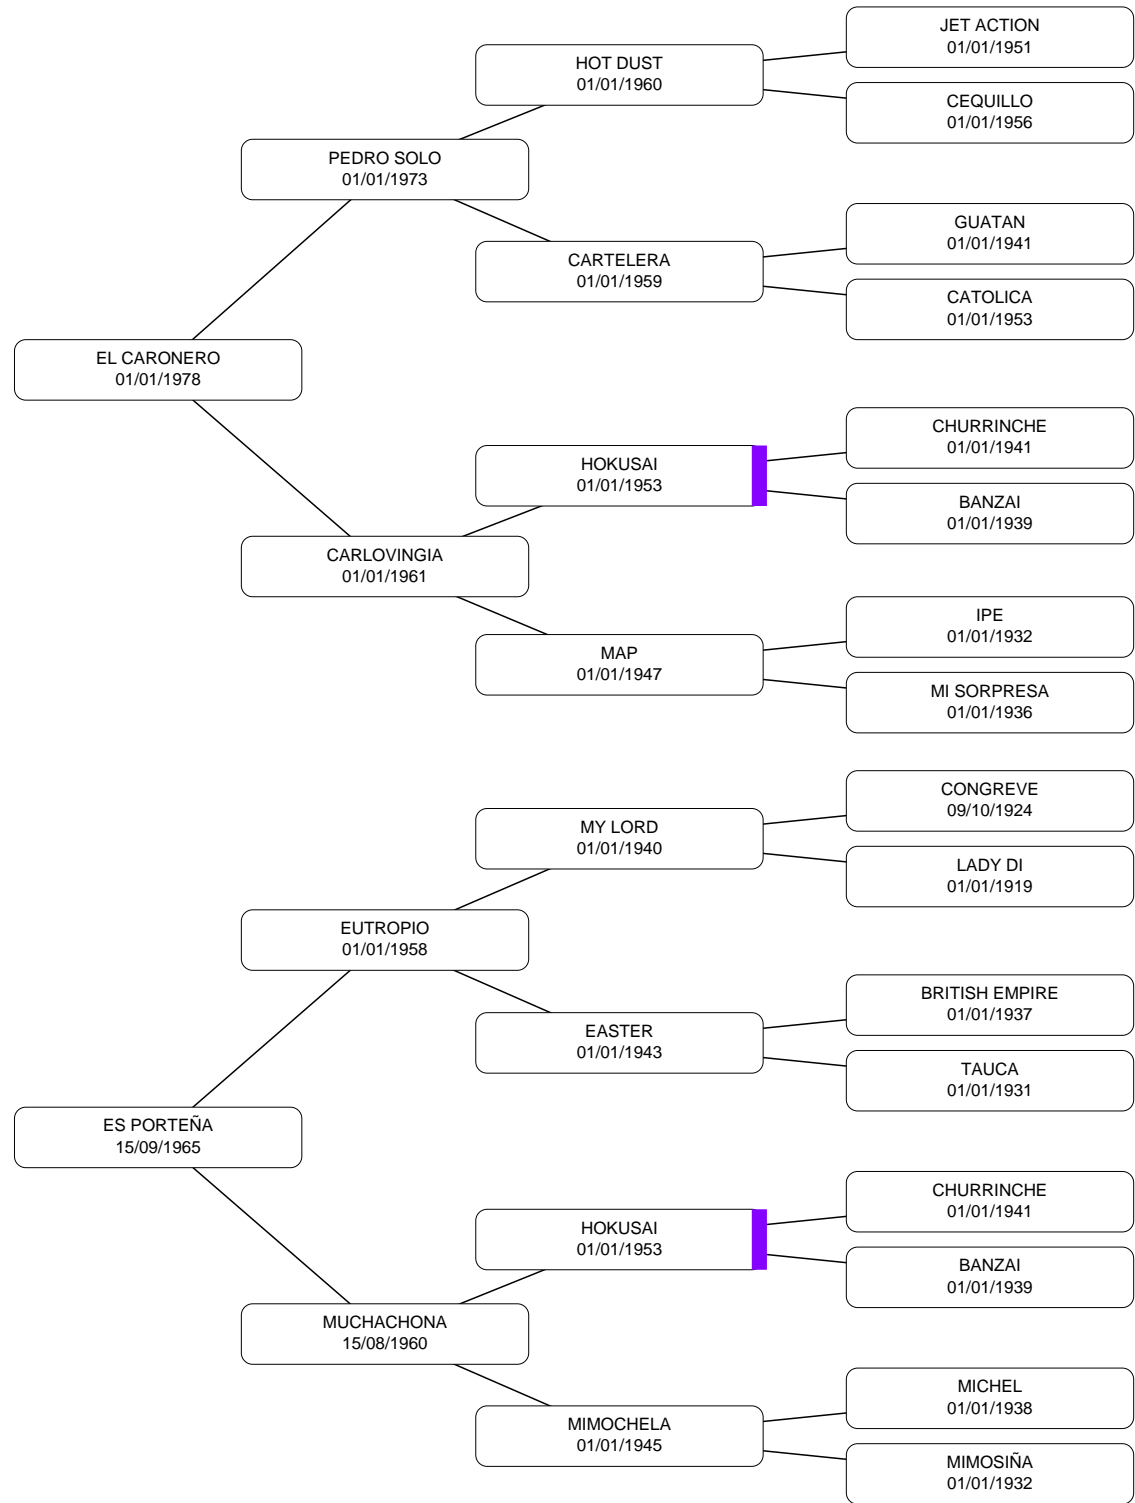 JET ACTION
01/01/1951
HOT DUST
01/01/1960
CEQUILLO
01/01/1956
PEDRO SOLO
01/01/1973
GUATAN
01/01/1941
CARTELERA
01/01/1959
CATOLICA
01/01/1953
EL CARONERO
01/01/1978
CHURRINCHE
01/01/1941
HOKUSAI
01/01/1953
BANZAI
01/01/1939
CARLOVINGIA
01/01/1961
IPE
01/01/1932
MAP
01/01/1947
MI SORPRESA
01/01/1936
CONGREVE
09/10/1924
MY LORD
01/01/1940
LADY DI
01/01/1919
EUTROPIO
01/01/1958
BRITISH EMPIRE
01/01/1937
EASTER
01/01/1943
TAUCA
01/01/1931
ES PORTEÑA
15/09/1965
CHURRINCHE
01/01/1941
HOKUSAI
01/01/1953
BANZAI
01/01/1939
MUCHACHONA
15/08/1960
MICHEL
01/01/1938
MIMOCHELA
01/01/1945
MIMOSIÑA
01/01/1932